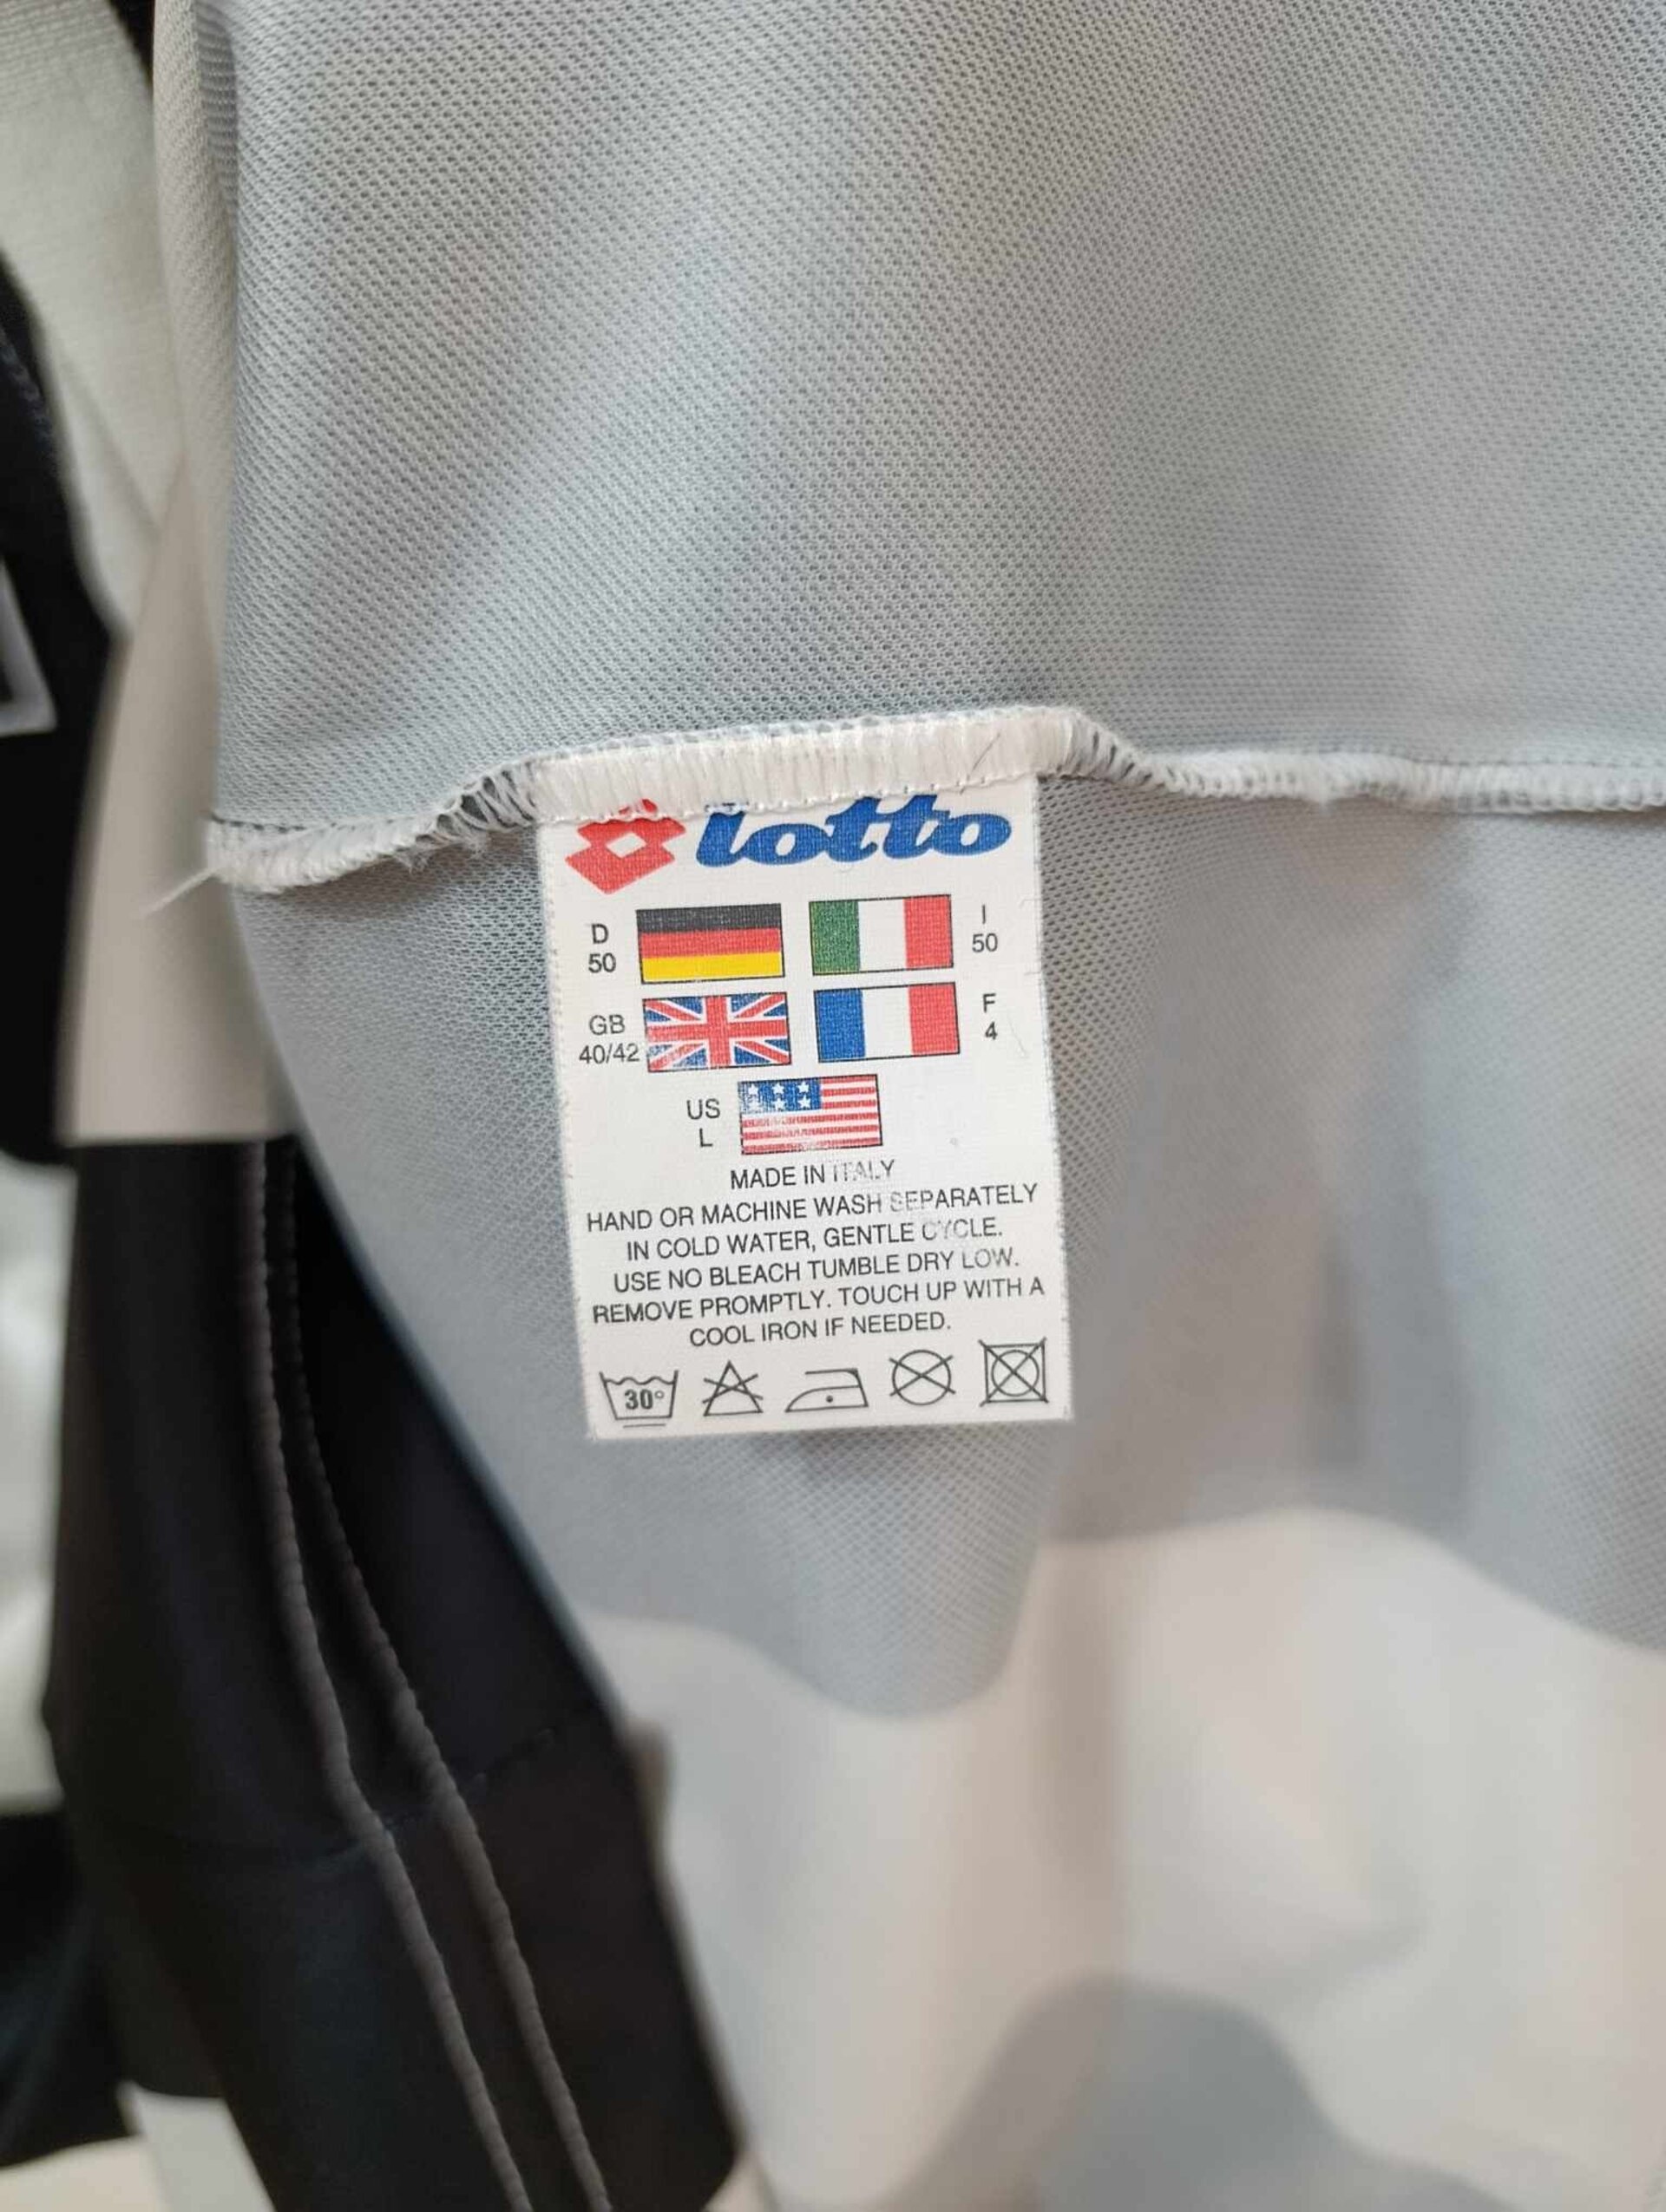 lotto
D
50
I
50
GB
40/42
F
4
US
L
MADE IN ITALY
HAND OR MACHINE WASH SEPARATELY
IN COLD WATER, GENTLE CYCLE.
USE NO BLEACH TUMBLE DRY LOW.
REMOVE PROMPTLY. TOUCH UP WITH A
COOL IRON IF NEEDED.
30°